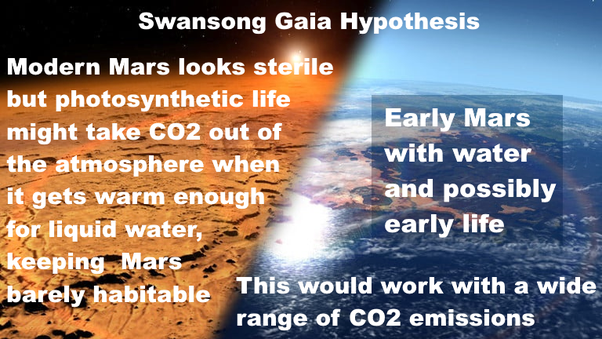 Swansong Gaia Hypothesis
Modern Mars looks sterile
but photosynthetic life
might take CO2 out of
the atmosphere when
it gets warm enough
for liquid water,
keeping Mars
barely habitable
Early Mars
with water
and possibly
early life
This would work with a wide
range of CO2 emissions